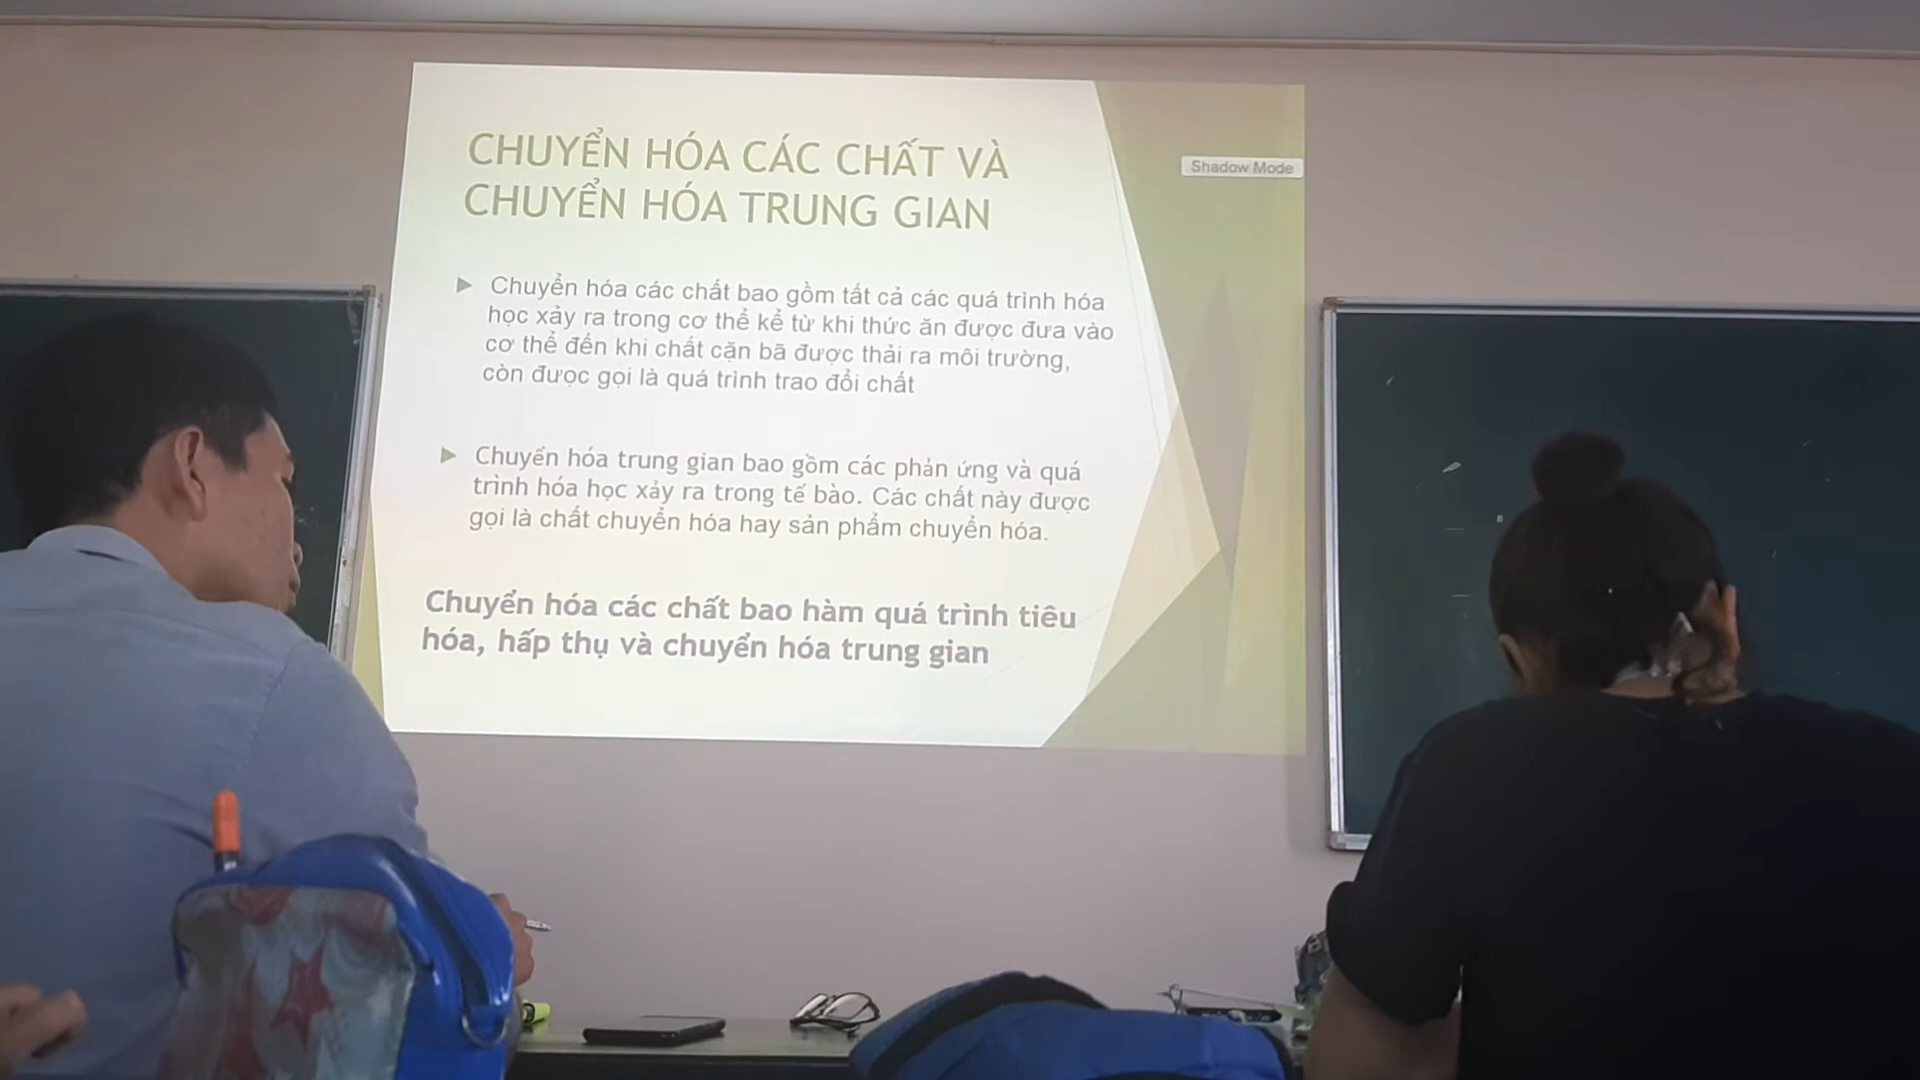 CHUYỂN HÓA CÁC CHẤT VÀ
CHUYỂN HÓA TRUNG GIAN
Shadow Mode
Chuyển hóa các chất bao gồm tất cả các quá trình hóa
học xảy ra trong cơ thể kể từ khi thức ăn được đưa vào
cơ thể đến khi chất cặn bã được thải ra môi trường,
còn được gọi là quá trình trao đổi chất
Chuyển hóa trung gian bao gồm các phản ứng và quá
trình hóa học xảy ra trong tế bào. Các chất này được
gọi là chất chuyển hóa hay sản phẩm chuyển hóa.
Chuyển hóa các chất bao hàm quá trình tiêu
hóa, hấp thụ và chuyển hóa trung gian